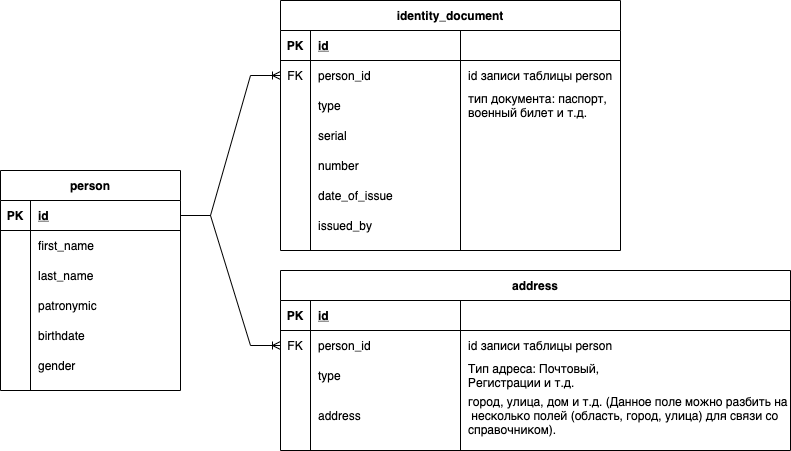 identity_document
PK id
FK person_id id записи таблицы person
type тип документа: паспорт,
военный билет и т.д.
serial
number
date_of_issue
issued_by
person
PK id
first_name
last_name
patronymic
birthdate
gender
address
PK id
FK person_id id записи таблицы person
type Тип адреса: Почтовый,
Регистрации и т.д.
address город, улица, дом и т.д. (Данное поле можно разбить на
несколько полей (область, город, улица) для связи со
справочником).